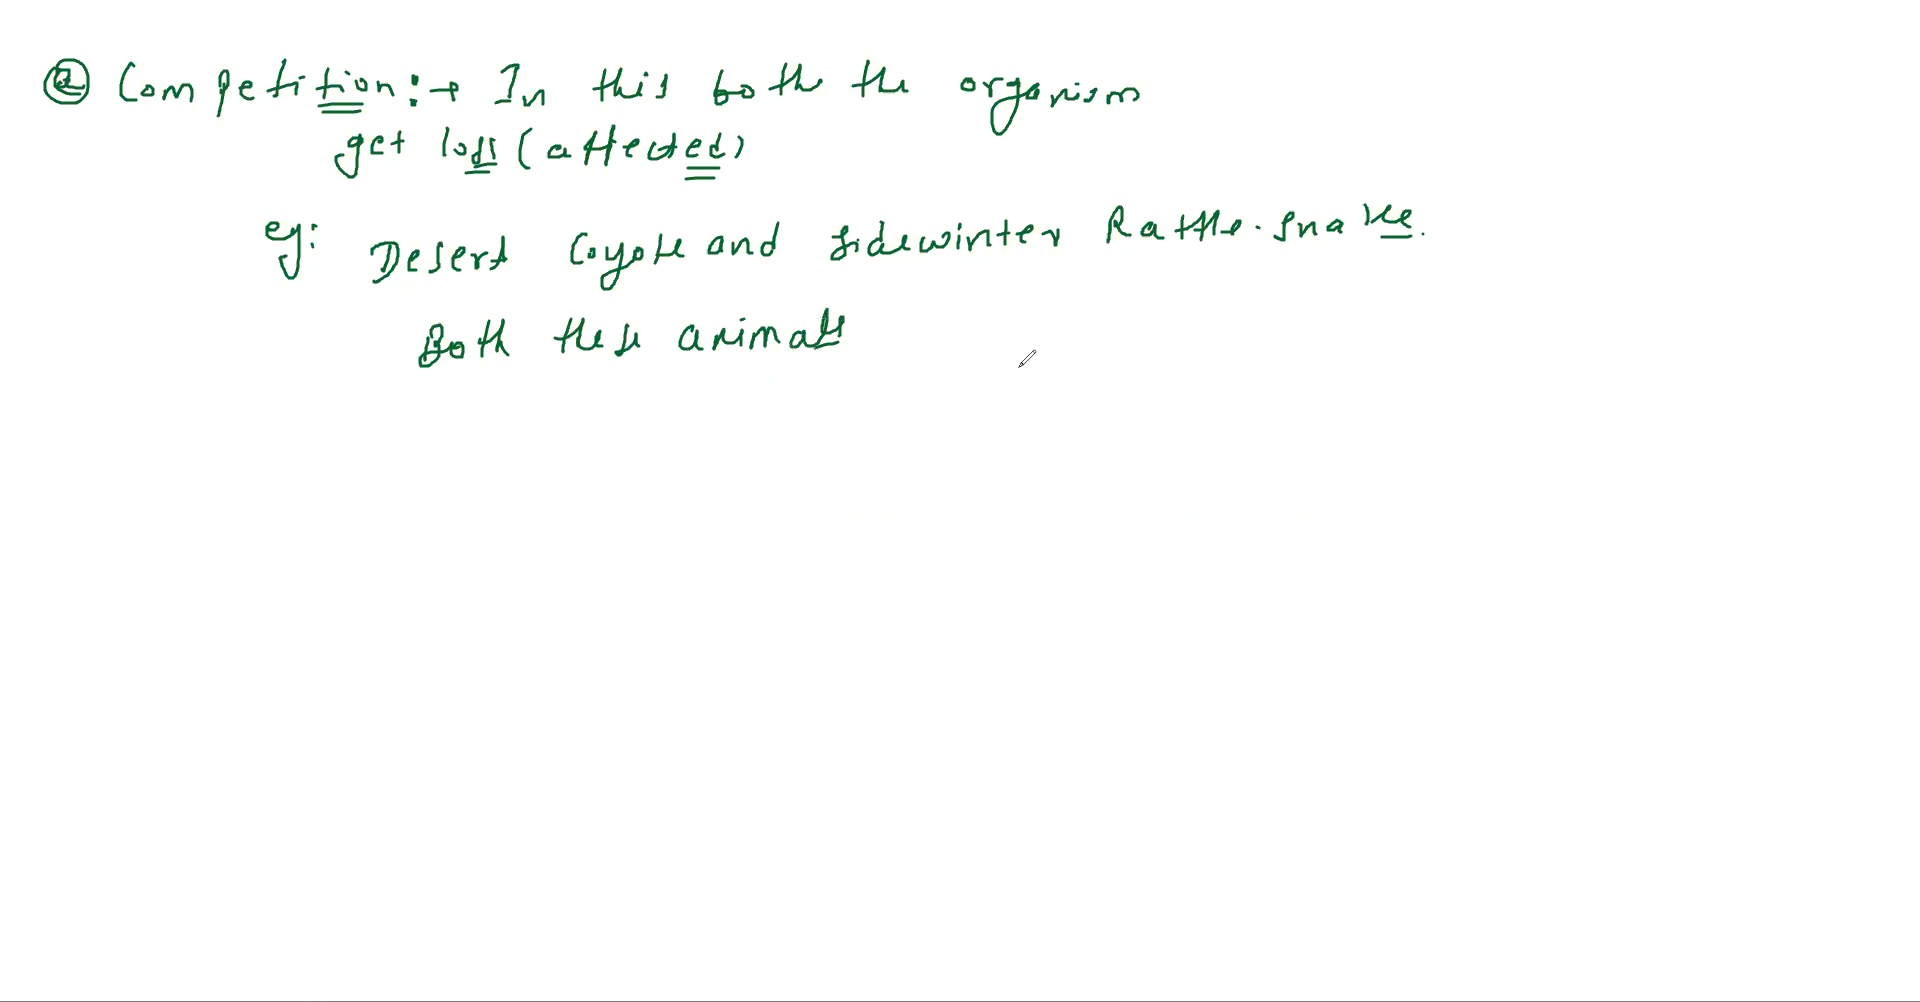 ② Competition:→ In this both the organism
get loss (affected)
eg: Desert Coyote and Sidewinter Rattle-Snake.
Both these animals